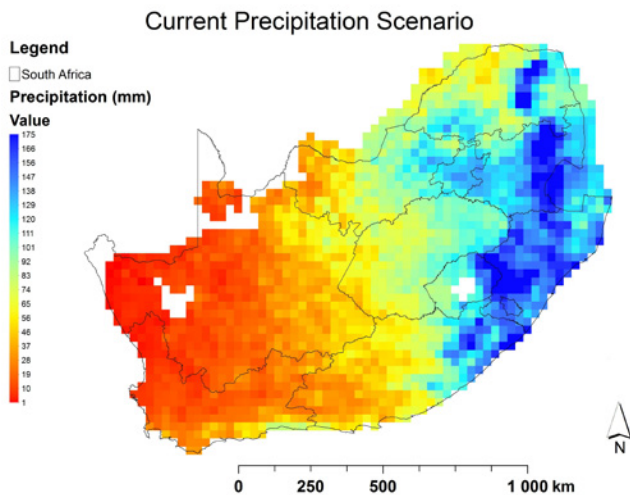 Current Precipitation Scenario
Legend
South Africa
Precipitation (mm)
Value
175
166
156
147
138
129
120
111
101
92
83
74
65
56
46
37
28
19
10
1
N
0 250 500 1 000 km